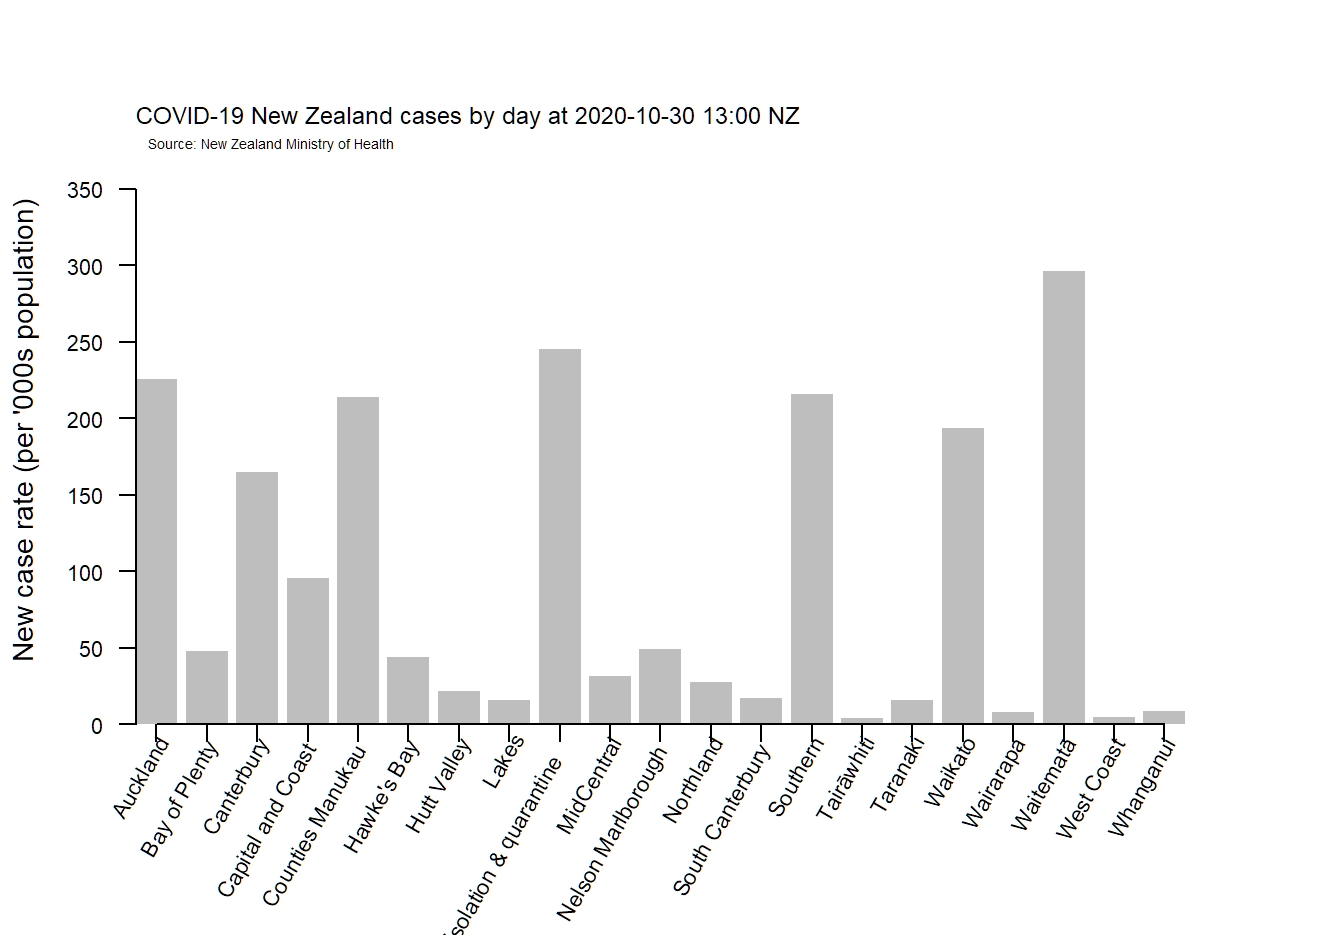 COVID-19 New Zealand cases by day at 2020-10-30 13:00 NZ
Source: New Zealand Ministry of Health
New case rate (per '000s population)
350
300
250
200
150
100
50
0
Auckland
Bay of Plenty
Canterbury
Capital and Coast
Counties Manukau
Hawke's Bay
Hutt Valley
Lakes
isolation & quarantine
MidCentral
Nelson Marlborough
Northland
South Canterbury
Southern
Tairāwhiti
Taranaki
Waikato
Wairarapa
Waitematā
West Coast
Whanganui